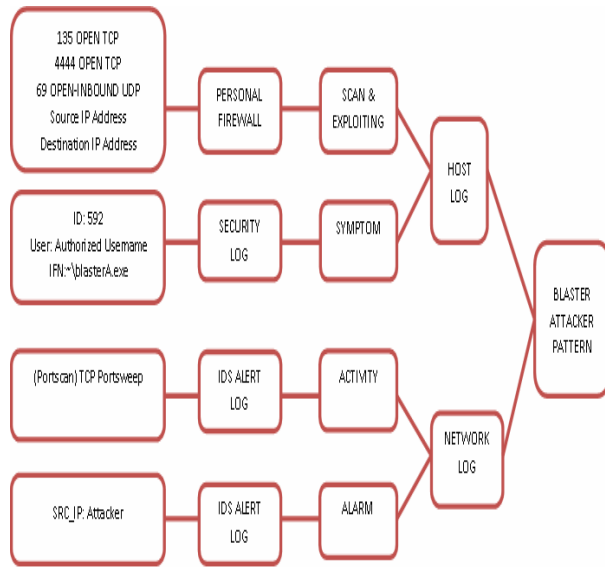 135 OPEN TCP
4444 OPEN TCP
69 OPEN-INBOUND UDP
Source IP Address
Destination IP Address
PERSONAL
FIREWALL
SCAN &
EXPLOITING
HOST
LOG
ID: 592
User: Authorized Username
IFN:~\blasterA.exe
SECURITY
LOG
SYMPTOM
BLASTER
ATTACKER
PATTERN
(Portscan) TCP Portsweep
IDS ALERT
LOG
ACTIVITY
NETWORK
LOG
SRC_IP: Attacker
IDS ALERT
LOG
ALARM